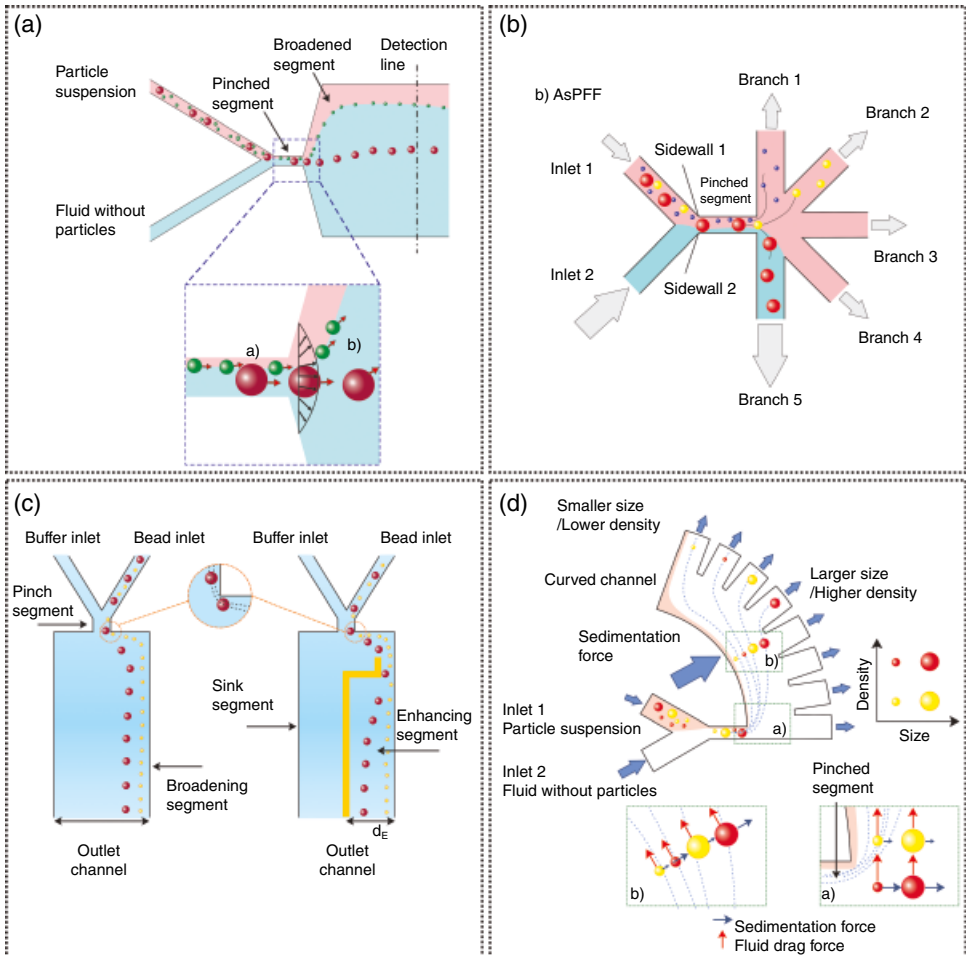 (a)
Particle
suspension
Pinched
segment
Broadened
segment
Detection
line
Fluid without
particles
a)
b)
(b)
b) AsPFF
Inlet 1
Inlet 2
Sidewall 1
Pinched
segment
Sidewall 2
Branch 1
Branch 2
Branch 3
Branch 4
Branch 5
(c)
Buffer inlet
Bead inlet
Buffer inlet
Bead inlet
Pinch
segment
Sink
segment
Enhancing
segment
Broadening
segment
dE
Outlet
channel
Outlet
channel
(d)
Smaller size
/Lower density
Curved channel
Larger size
/Higher density
Sedimentation
force
b)
Density
Size
Inlet 1
Particle suspension
a)
Inlet 2
Fluid without particles
Pinched
segment
b)
a)
Sedimentation force
Fluid drag force